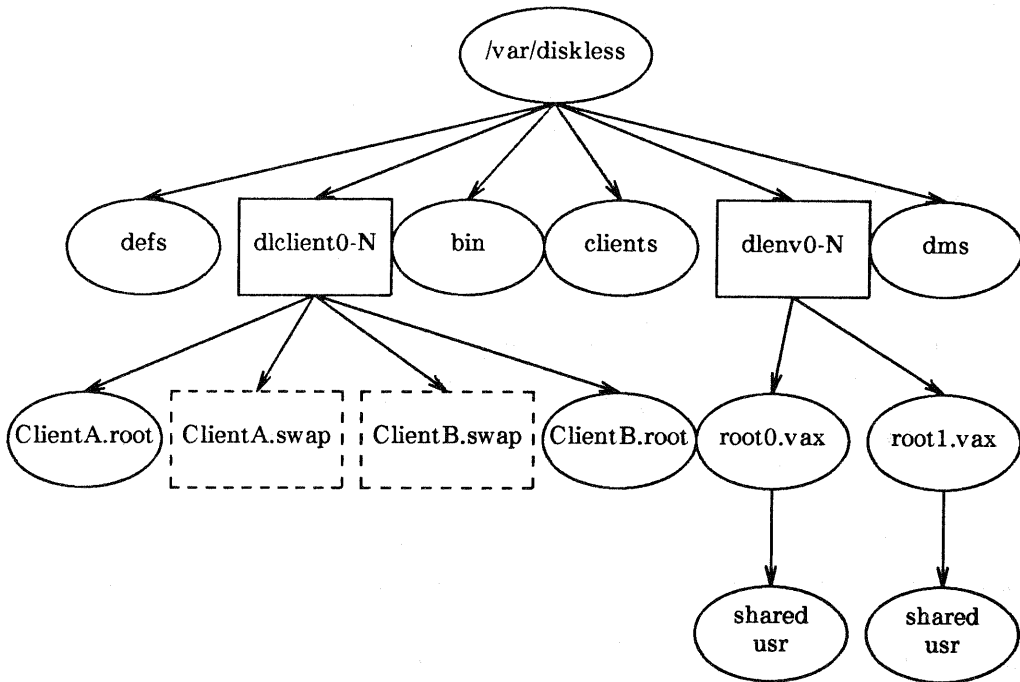 /var/diskless
defs
dlclient0-N
bin
clients
dlenv0-N
dms
ClientA.root
ClientA.swap
ClientB.swap
ClientB.root
root0.vax
root1.vax
shared
usr
shared
usr